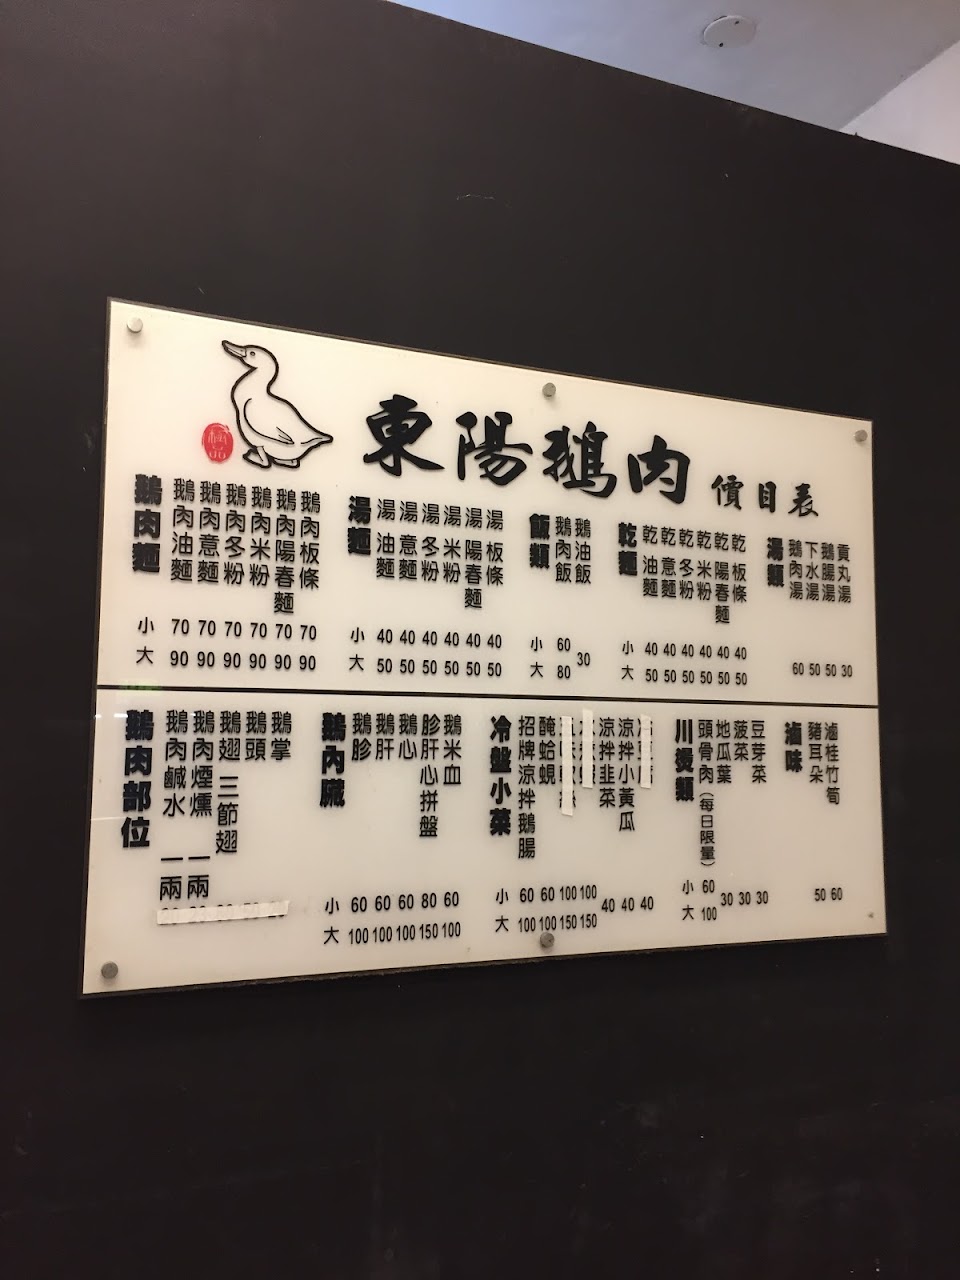 東陽鵝肉 價目表
極品
鵝肉麵
鵝肉油麵 小 70 大 90
鵝肉意麵 70 90
鵝肉冬粉 70 90
鵝肉米粉 70 90
鵝肉陽春麵 70 90
鵝肉板條 70 90
湯麵
湯 油麵 小 40 大 50
湯 意麵 40 50
湯 冬粉 40 50
湯 米粉 40 50
湯 陽春麵 40 50
湯 板條 40 50
飯類
鵝肉飯 小 60 大 80
鵝油飯 30
乾麵
乾 油麵 小 40 大 50
乾 意麵 40 50
乾 冬粉 40 50
乾 米粉 40 50
乾 陽春麵 40 50
乾 板條 40 50
湯類
鵝肉湯 60
下水湯 50
鵝腸湯 50
貢丸湯 30
鵝肉部位
鵝肉鹹水 一兩
鵝肉煙燻 一兩
鵝翅 三節翅
鵝頭
鵝掌
鵝內臟
鵝胗 小 60 大 100
鵝肝 60 100
鵝心 60 100
胗肝心拼盤 80 150
鵝米血 60 100
冷盤小菜
招牌涼拌鵝腸 小 60 大 100
醃蛤蜆 60 100
100 150
100 150
涼拌韭菜 40
涼拌小黃瓜 40
40
川燙類
頭骨肉(每日限量) 小 60 大 100
地瓜葉 30
菠菜 30
豆芽菜 30
滷味
豬耳朵 50
滷桂竹筍 60